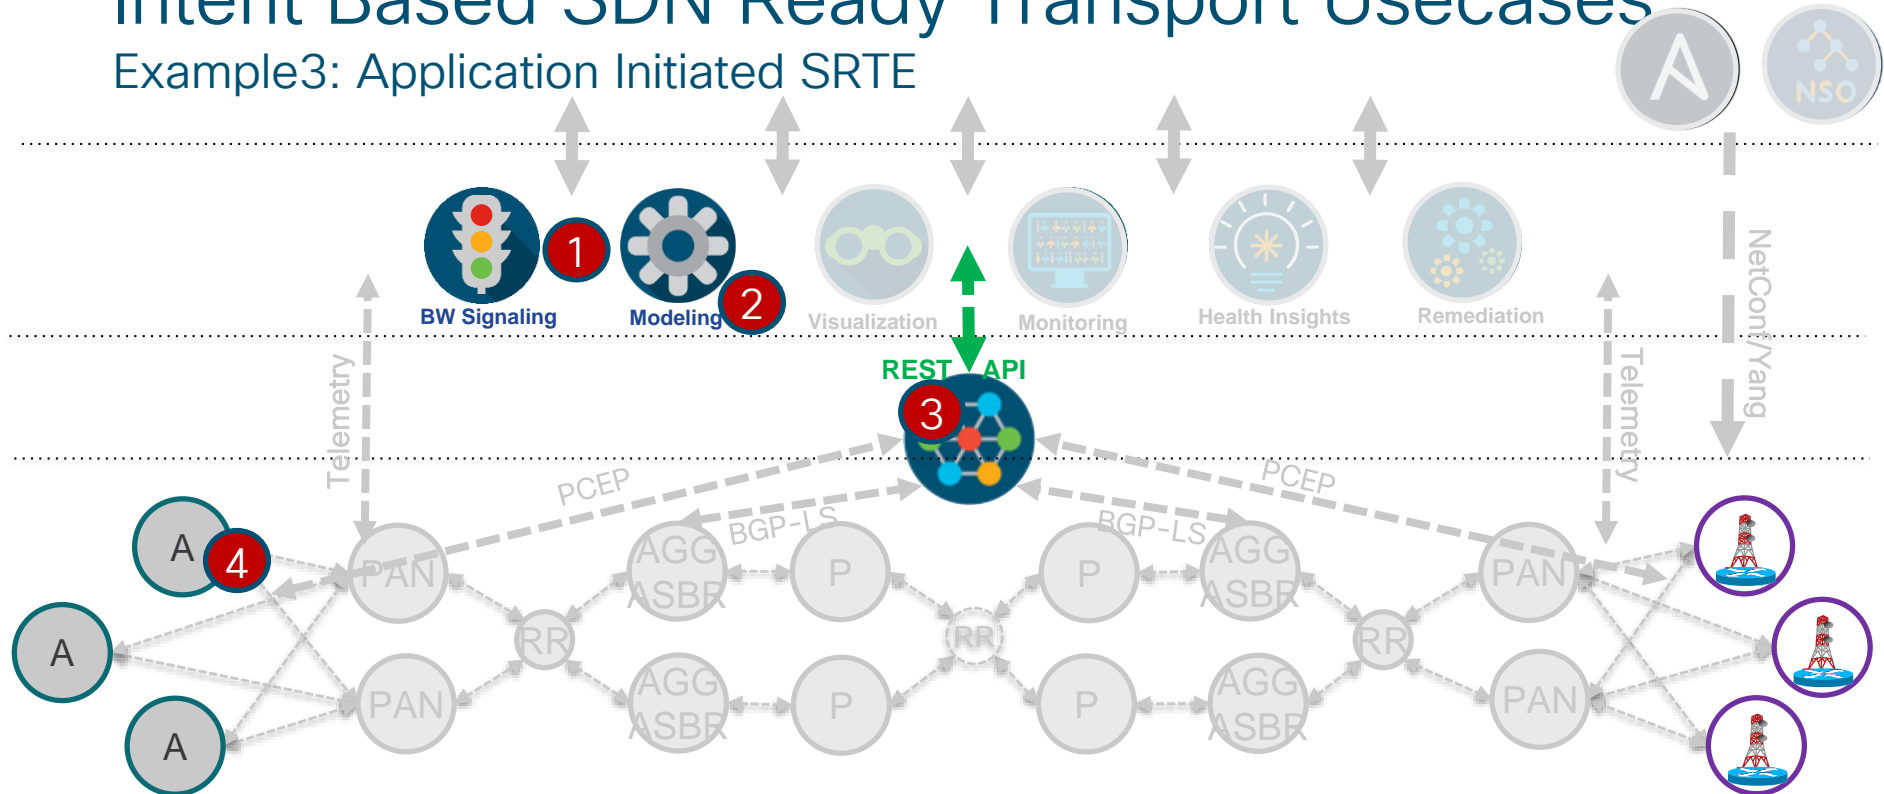 Intent Based SDN Ready Transport Usecases
Example3: Application Initiated SRTE
NSO
1
2
BW Signaling
Modeling
Visualization
Monitoring
Health Insights
Remediation
NetConf/Yang
Telemetry
Telemetry
REST API
3
PCEP
PCEP
BGP-LS
BGP-LS
A
4
PAN
AGG
ASBR
P
P
AGG
ASBR
PAN
A
RR
RR
RR
A
PAN
AGG
ASBR
P
P
AGG
ASBR
PAN